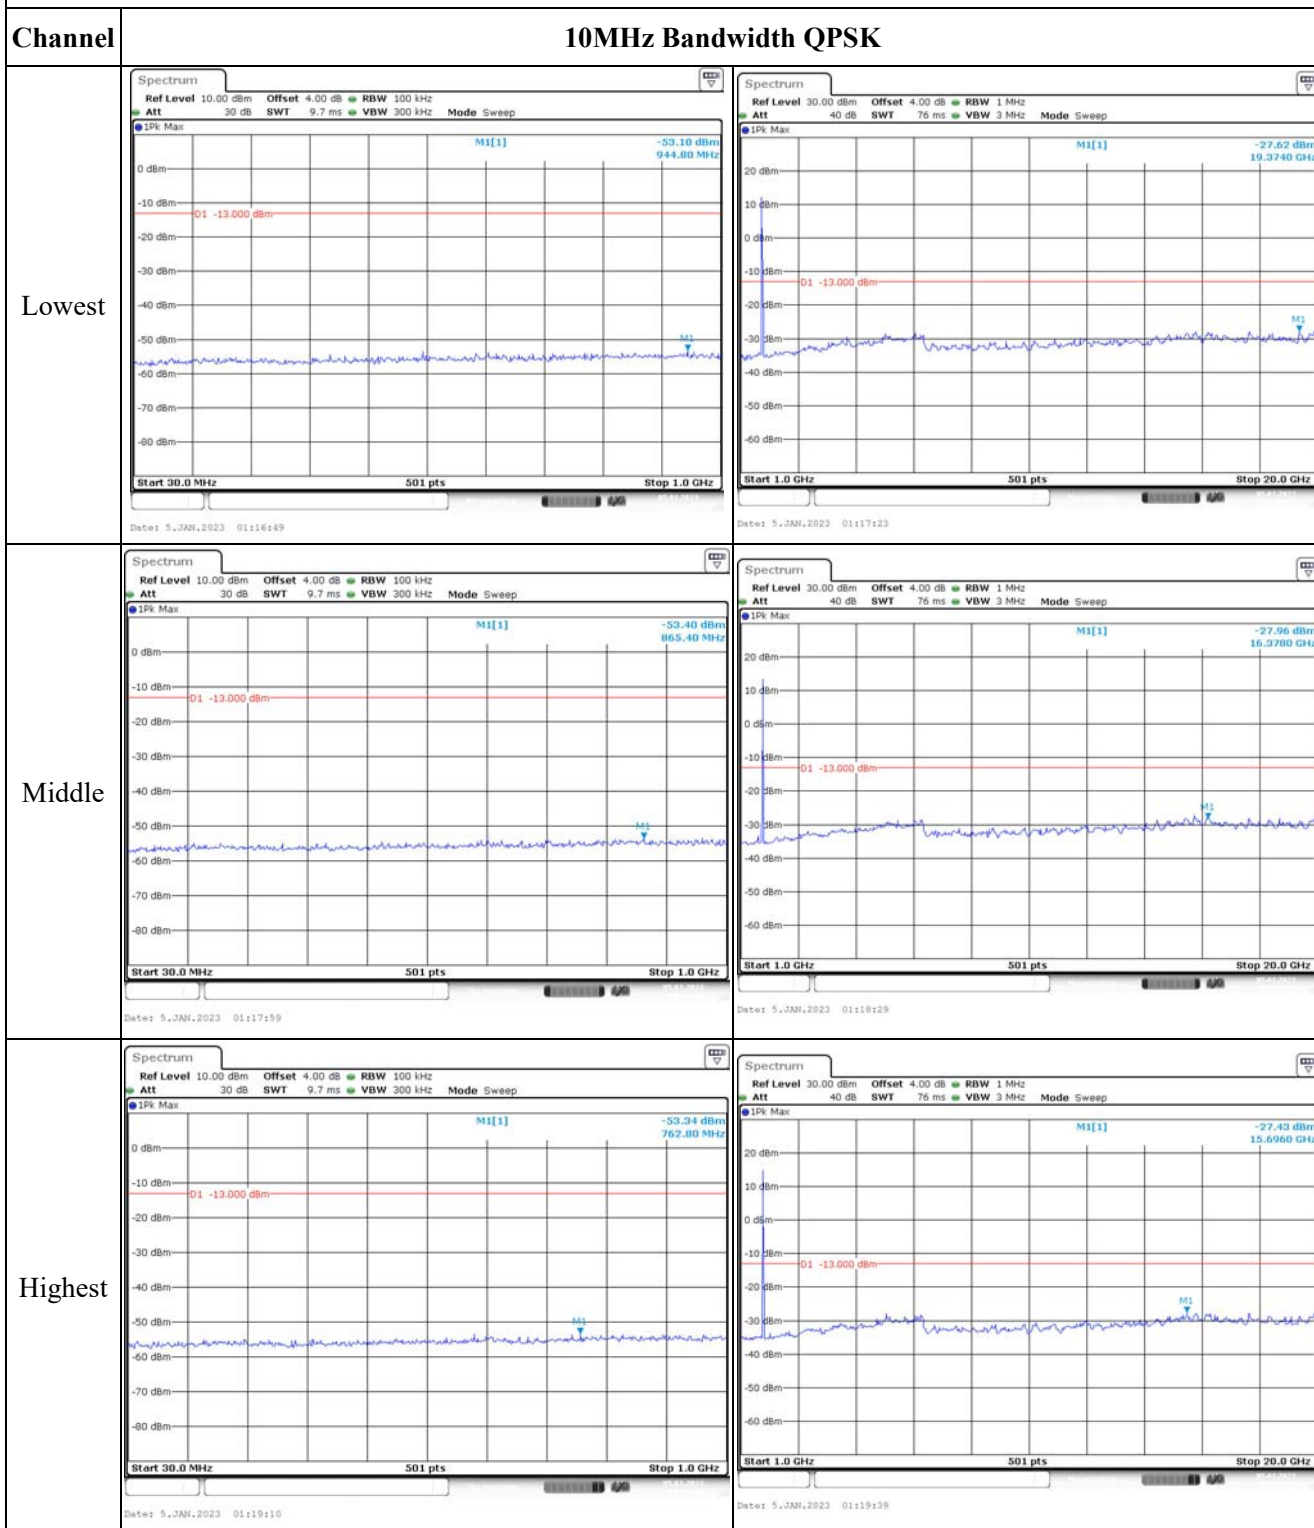 Channel
10MHz Bandwidth QPSK
Lowest
Spectrum
Ref Level 10.00 dBm Offset 4.00 dB RBW 100 kHz
Att 30 dB SWT 9.7 ms VBW 300 kHz Mode Sweep
1Pk Max
M1[1] -53.10 dBm
944.80 MHz
0 dBm
-10 dBm
D1 -13.000 dBm
-20 dBm
-30 dBm
-40 dBm
-50 dBm
M1
-60 dBm
-70 dBm
-80 dBm
Start 30.0 MHz 501 pts Stop 1.0 GHz
Date: 5.JAN.2023 01:16:49
Spectrum
Ref Level 30.00 dBm Offset 4.00 dB RBW 1 MHz
Att 40 dB SWT 76 ms VBW 3 MHz Mode Sweep
1Pk Max
M1[1] -27.62 dBm
19.3740 GHz
20 dBm
10 dBm
0 dBm
-10 dBm
D1 -13.000 dBm
-20 dBm
M1
-30 dBm
-40 dBm
-50 dBm
-60 dBm
Start 1.0 GHz 501 pts Stop 20.0 GHz
Date: 5.JAN.2023 01:17:23
Middle
Spectrum
Ref Level 10.00 dBm Offset 4.00 dB RBW 100 kHz
Att 30 dB SWT 9.7 ms VBW 300 kHz Mode Sweep
1Pk Max
M1[1] -53.40 dBm
865.40 MHz
0 dBm
-10 dBm
D1 -13.000 dBm
-20 dBm
-30 dBm
-40 dBm
-50 dBm
M1
-60 dBm
-70 dBm
-80 dBm
Start 30.0 MHz 501 pts Stop 1.0 GHz
Date: 5.JAN.2023 01:17:59
Spectrum
Ref Level 30.00 dBm Offset 4.00 dB RBW 1 MHz
Att 40 dB SWT 76 ms VBW 3 MHz Mode Sweep
1Pk Max
M1[1] -27.96 dBm
16.3780 GHz
20 dBm
10 dBm
0 dBm
-10 dBm
D1 -13.000 dBm
-20 dBm
M1
-30 dBm
-40 dBm
-50 dBm
-60 dBm
Start 1.0 GHz 501 pts Stop 20.0 GHz
Date: 5.JAN.2023 01:18:29
Highest
Spectrum
Ref Level 10.00 dBm Offset 4.00 dB RBW 100 kHz
Att 30 dB SWT 9.7 ms VBW 300 kHz Mode Sweep
1Pk Max
M1[1] -53.34 dBm
762.80 MHz
0 dBm
-10 dBm
D1 -13.000 dBm
-20 dBm
-30 dBm
-40 dBm
-50 dBm
M1
-60 dBm
-70 dBm
-80 dBm
Start 30.0 MHz 501 pts Stop 1.0 GHz
Date: 5.JAN.2023 01:19:10
Spectrum
Ref Level 30.00 dBm Offset 4.00 dB RBW 1 MHz
Att 40 dB SWT 76 ms VBW 3 MHz Mode Sweep
1Pk Max
M1[1] -27.43 dBm
15.6960 GHz
20 dBm
10 dBm
0 dBm
-10 dBm
D1 -13.000 dBm
-20 dBm
M1
-30 dBm
-40 dBm
-50 dBm
-60 dBm
Start 1.0 GHz 501 pts Stop 20.0 GHz
Date: 5.JAN.2023 01:19:39